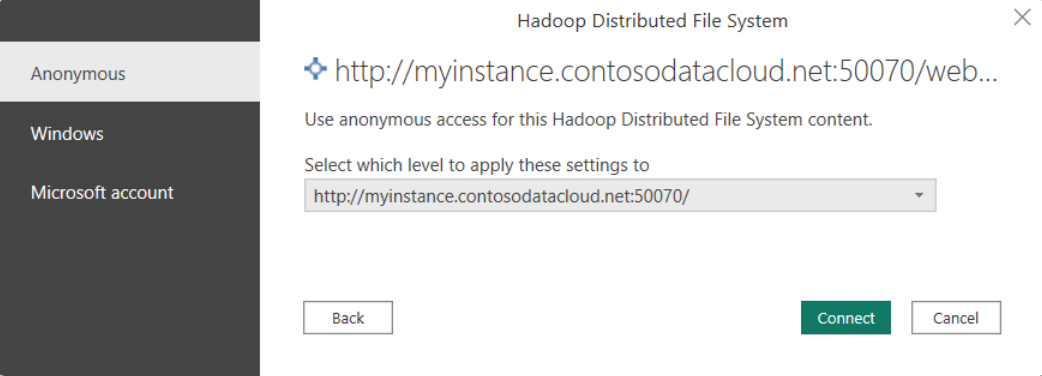 Hadoop Distributed File System
Anonymous
Windows
Microsoft account
http://myinstance.contosodatacloud.net:50070/web...
Use anonymous access for this Hadoop Distributed File System content.
Select which level to apply these settings to
http://myinstance.contosodatacloud.net:50070/
Back
Connect
Cancel